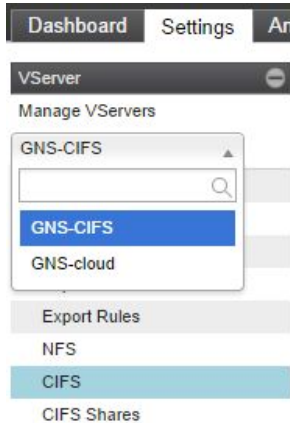 Dashboard Settings
VServer
Manage VServers
GNS-CIFS
GNS-CIFS
GNS-cloud
Export Rules
NFS
CIFS
CIFS Shares